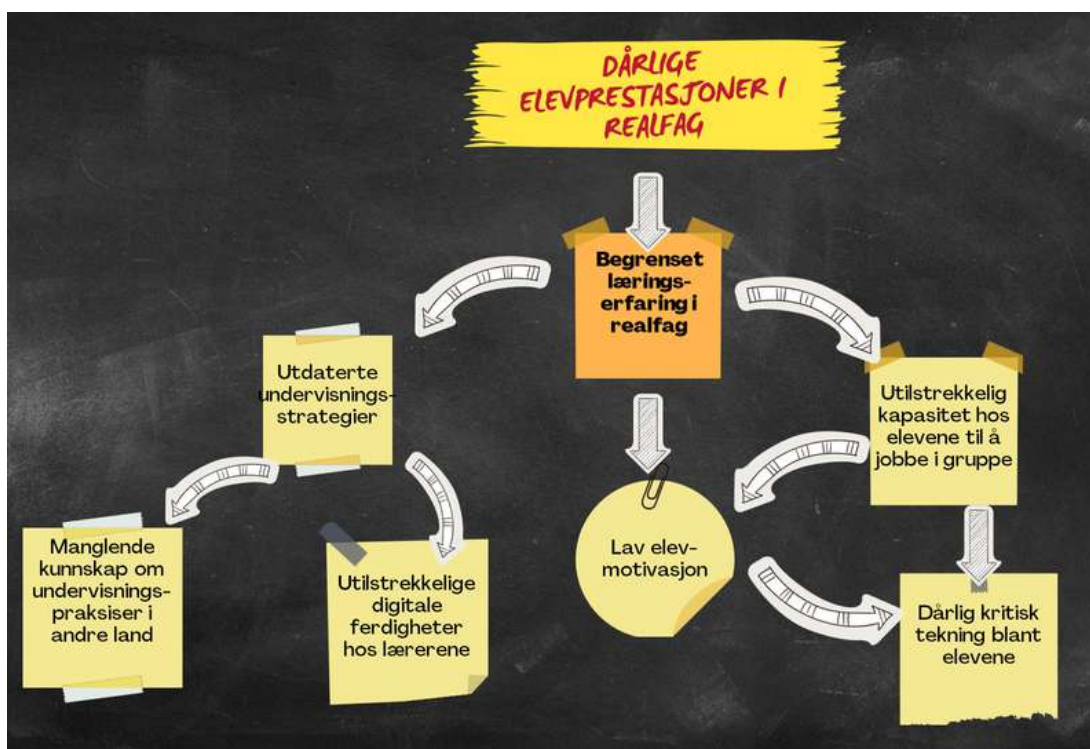 DÅRLIGE
ELEVPRESTASJONER I
REALFAG
Begrenset
lærings-
erfaring i
realfag
Utdaterte
undervisnings-
strategier
Utilstrekkelig
kapasitet hos
elevene til å
jobbe i gruppe
Manglende
kunnskap om
undervisnings-
praksiser i
andre land
Utilstrekkelige
digitale
ferdigheter
hos lærerene
Lav elev-
motivasjon
Dårlig kritisk
tekning blant
elevene